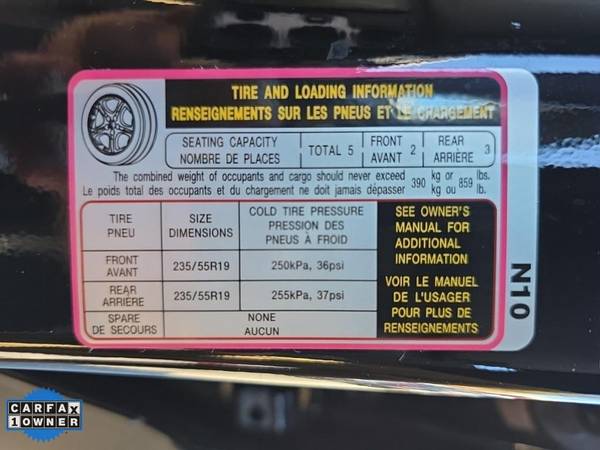 TIRE AND LOADING INFORMATION
RENSEIGNEMENTS SUR LES PNEUS ET LE CHARGEMENT
SEATING CAPACITY
NOMBRE DE PLACES
TOTAL 5
FRONT
AVANT 2
REAR
ARRIÈRE 3
The combined weight of occupants and cargo should never exceed 390 kg or 859 lbs.
Le poids total des occupants et du chargement ne doit jamais dépasser 390 kg ou 859 lb.
TIRE
PNEU
SIZE
DIMENSIONS
COLD TIRE PRESSURE
PRESSION DES
PNEUS À FROID
FRONT
AVANT
235/55R19
250kPa, 36psi
REAR
ARRIÈRE
235/55R19
255kPa, 37psi
SPARE
DE SECOURS
NONE
AUCUN
SEE OWNER'S
MANUAL FOR
ADDITIONAL
INFORMATION
VOIR LE MANUEL
DE L'USAGER
POUR PLUS DE
RENSEIGNEMENTS
N10
CARFAX
1 OWNER